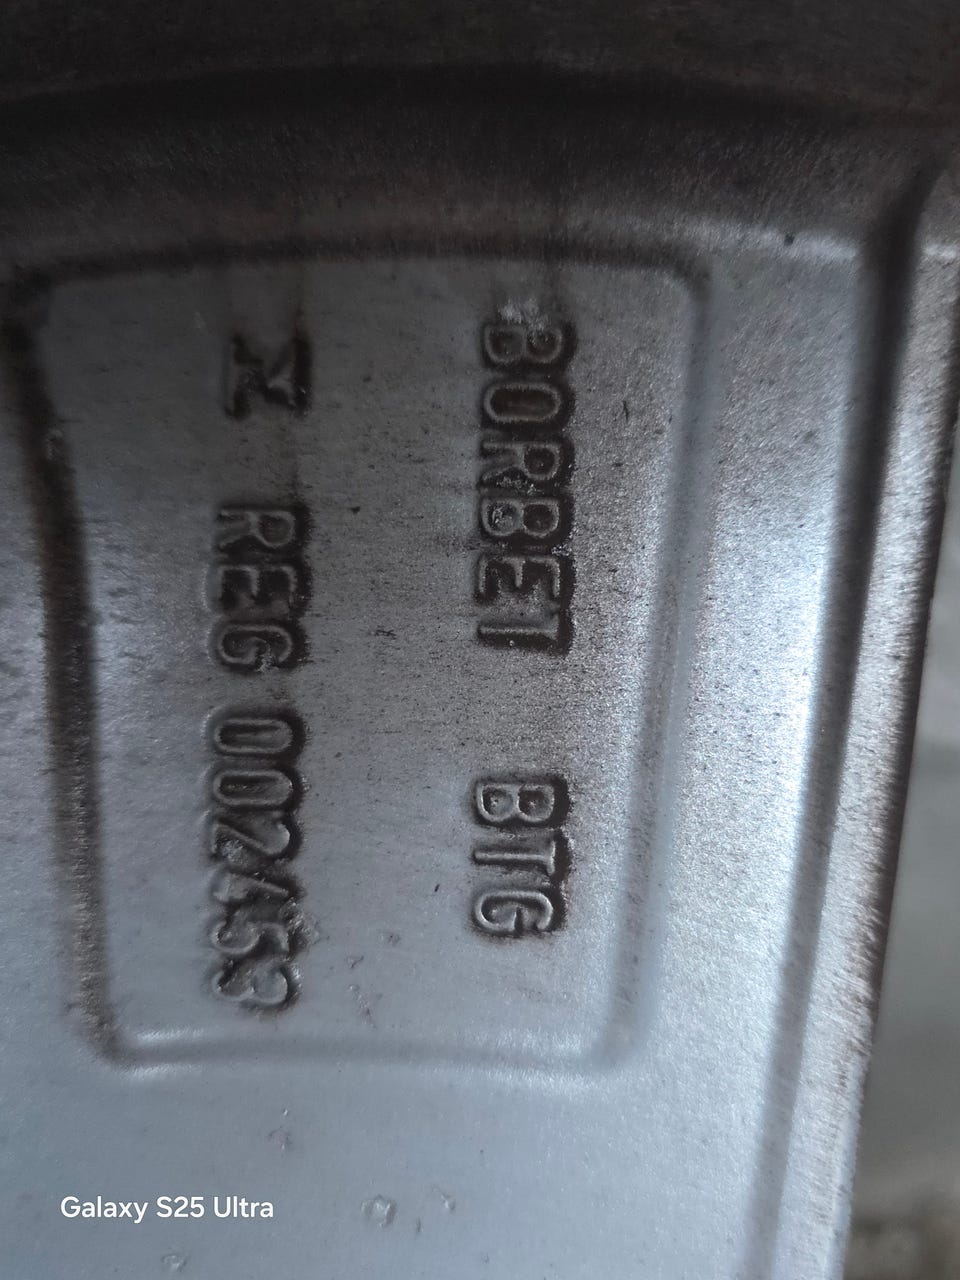 BORBET BTG
REG 002453
Galaxy S25 Ultra